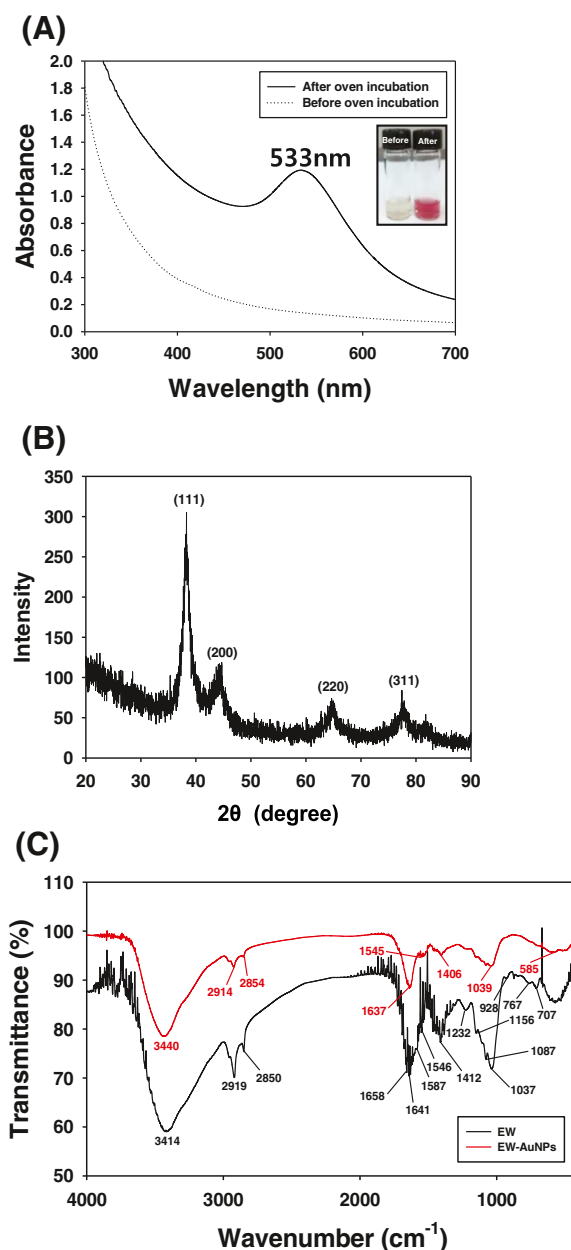 (A)
2.0
1.8
1.6
1.4
1.2
1.0
0.8
0.6
0.4
0.2
0.0
Absorbance
After oven incubation
Before oven incubation
533nm
Before After
300 400 500 600 700
Wavelength (nm)
(B)
350
300
250
200
150
100
50
0
Intensity
(111)
(200)
(220)
(311)
20 30 40 50 60 70 80 90
2θ (degree)
(C)
110
100
90
80
70
60
50
Transmittance (%)
3440
2914
2854
1637
1545
1406
1039
585
3414
2919
2850
1658
1641
1587
1546
1412
1232
928
767
1156
707
1087
1037
EW
EW-AuNPs
4000 3000 2000 1000
Wavenumber (cm⁻¹)